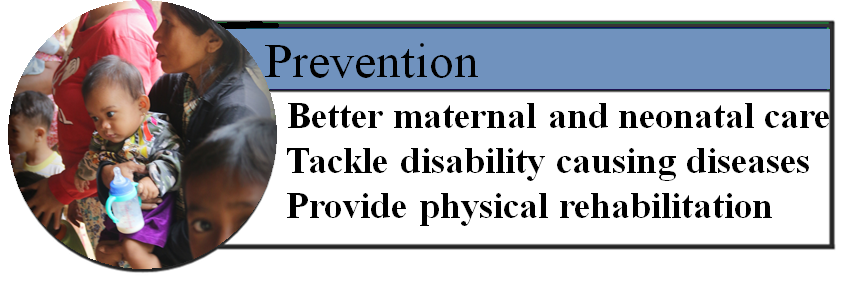 Prevention
Better maternal and neonatal care
Tackle disability causing diseases
Provide physical rehabilitation